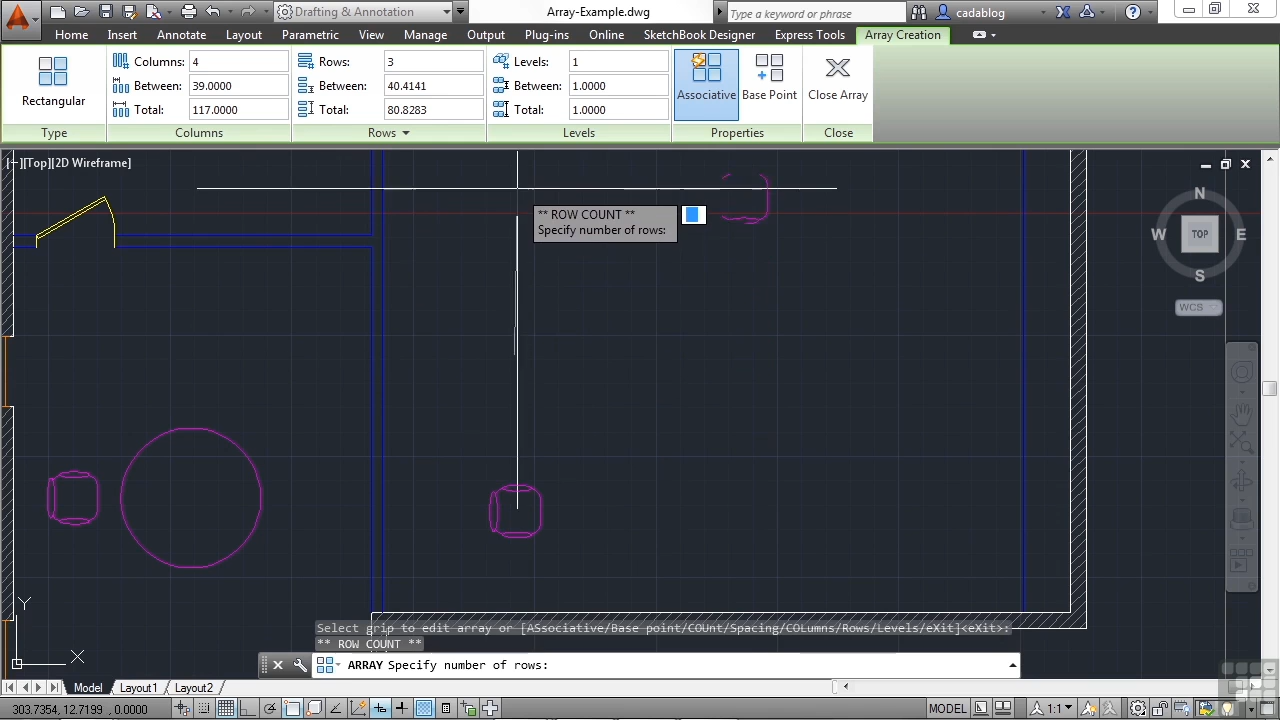 Drafting & Annotation
Array-Example.dwg
Type a keyword or phrase
cadablog
Home Insert Annotate Layout Parametric View Manage Output Plug-ins Online SketchBook Designer Express Tools Array Creation
Columns: 4 Rows: 3 Levels: 1
Between: 39.0000 Between: 40.4141 Between: 1.0000
Rectangular Associative Base Point Close Array
Total: 117.0000 Total: 80.8283 Total: 1.0000
Type Columns Rows Levels Properties Close
[−][Top][2D Wireframe]
N
W TOP E
S
WCS
** ROW COUNT **
Specify number of rows:
Y
X
Select grip to edit array or [ASsociative/Base point/COUnt/Spacing/COLumns/Rows/Levels/eXit]<eXit>:
** ROW COUNT **
ARRAY Specify number of rows:
Model Layout1 Layout2
303.7354, 12.7199 , 0.0000 MODEL 1:1